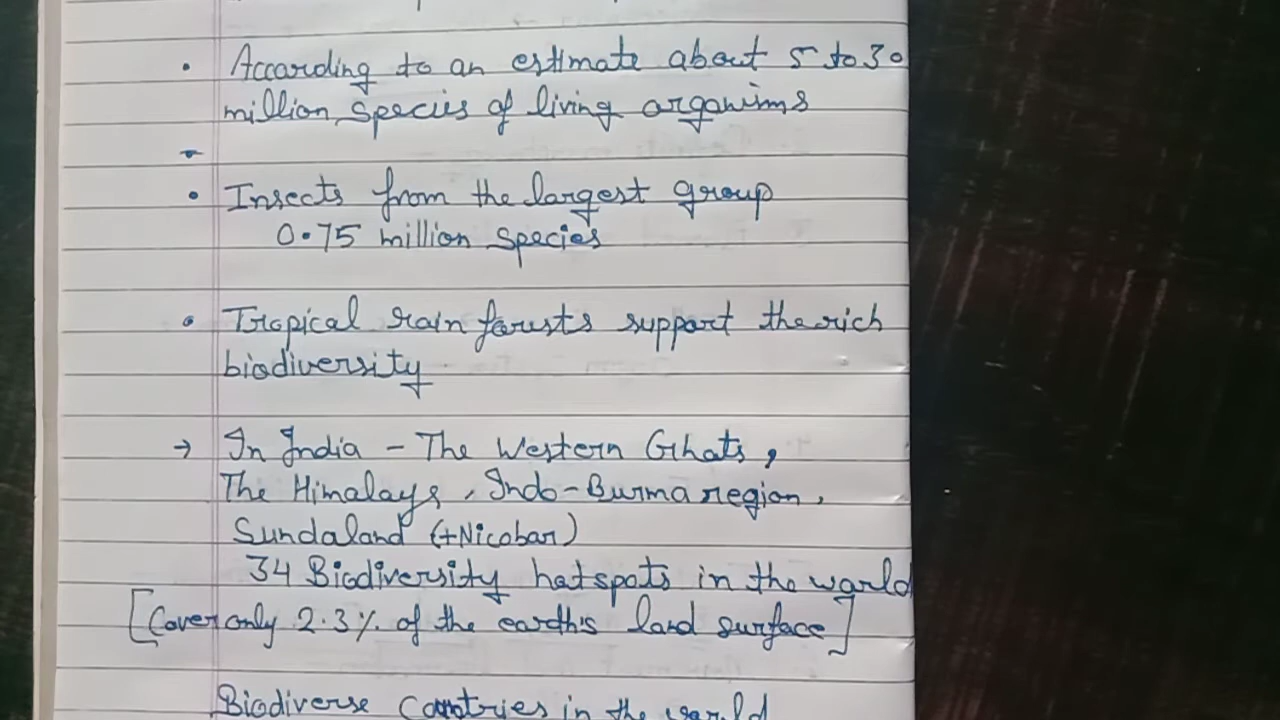 • According to an estimate about 5 to 30
million species of living organims
-
• Insects from the largest group
0.75 million species
• Tropical rain forests support the rich
biodiversity
→ In India - The Western Ghats,
The Himalays, Indo-Burma region,
Sundaland (+Nicobar)
34 Biodiversity hotspots in the world
[Cover only 2.3% of the earth's land surface]
Biodiverse Countries in the world